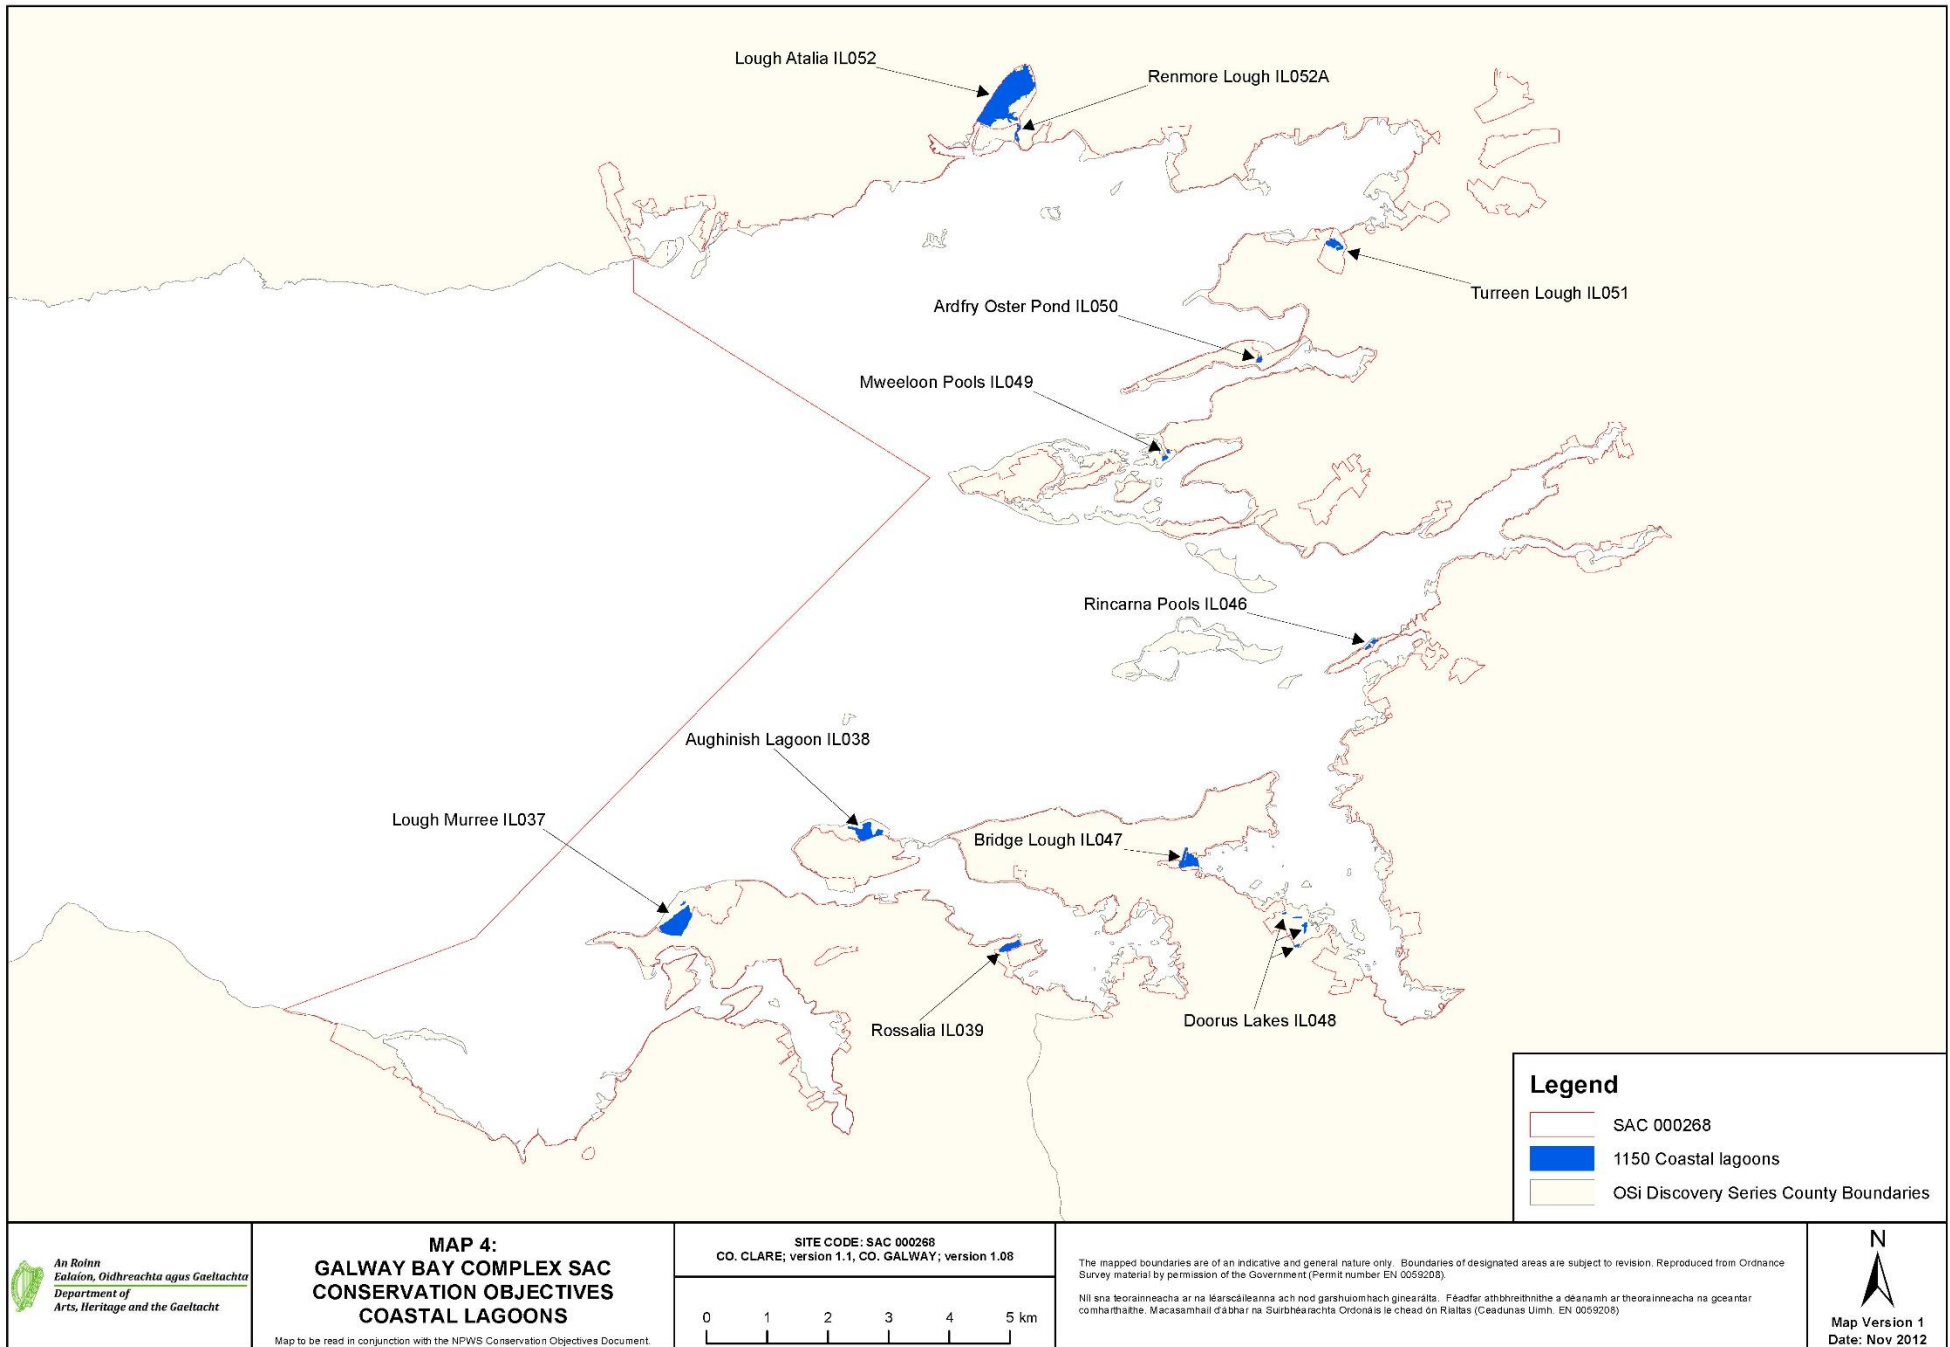 Lough Atalia IL052
Renmore Lough IL052A
Turreen Lough IL051
Ardfry Oster Pond IL050
Mweeloon Pools IL049
Rincarna Pools IL046
Aughinish Lagoon IL038
Lough Murree IL037
Bridge Lough IL047
Rossalia IL039
Doorus Lakes IL048
Legend
SAC 000268
1150 Coastal lagoons
OSi Discovery Series County Boundaries
An Roinn
Ealaíon, Oidhreachta agus Gaeltachta
Department of
Arts, Heritage and the Gaeltacht
MAP 4:
GALWAY BAY COMPLEX SAC
CONSERVATION OBJECTIVES
COASTAL LAGOONS
Map to be read in conjunction with the NPWS Conservation Objectives Document.
SITE CODE: SAC 000268
CO. CLARE; version 1.1, CO. GALWAY; version 1.08
0 1 2 3 4 5 km
The mapped boundaries are of an indicative and general nature only. Boundaries of designated areas are subject to revision. Reproduced from Ordnance
Survey material by permission of the Government (Permit number EN 0059208).
Níl sna teorainneacha ar na léarscáileanna ach nod garshuiomhach ginearálta. Féadfar athbhreithnithe a déanamh ar theorainneacha na gceantar
comharthaithe. Macasamhail d'ábhar na Suirbhéarachta Ordonáis le chead ón Rialtas (Ceadunas Uimh. EN 0059208)
N
Map Version 1
Date: Nov 2012